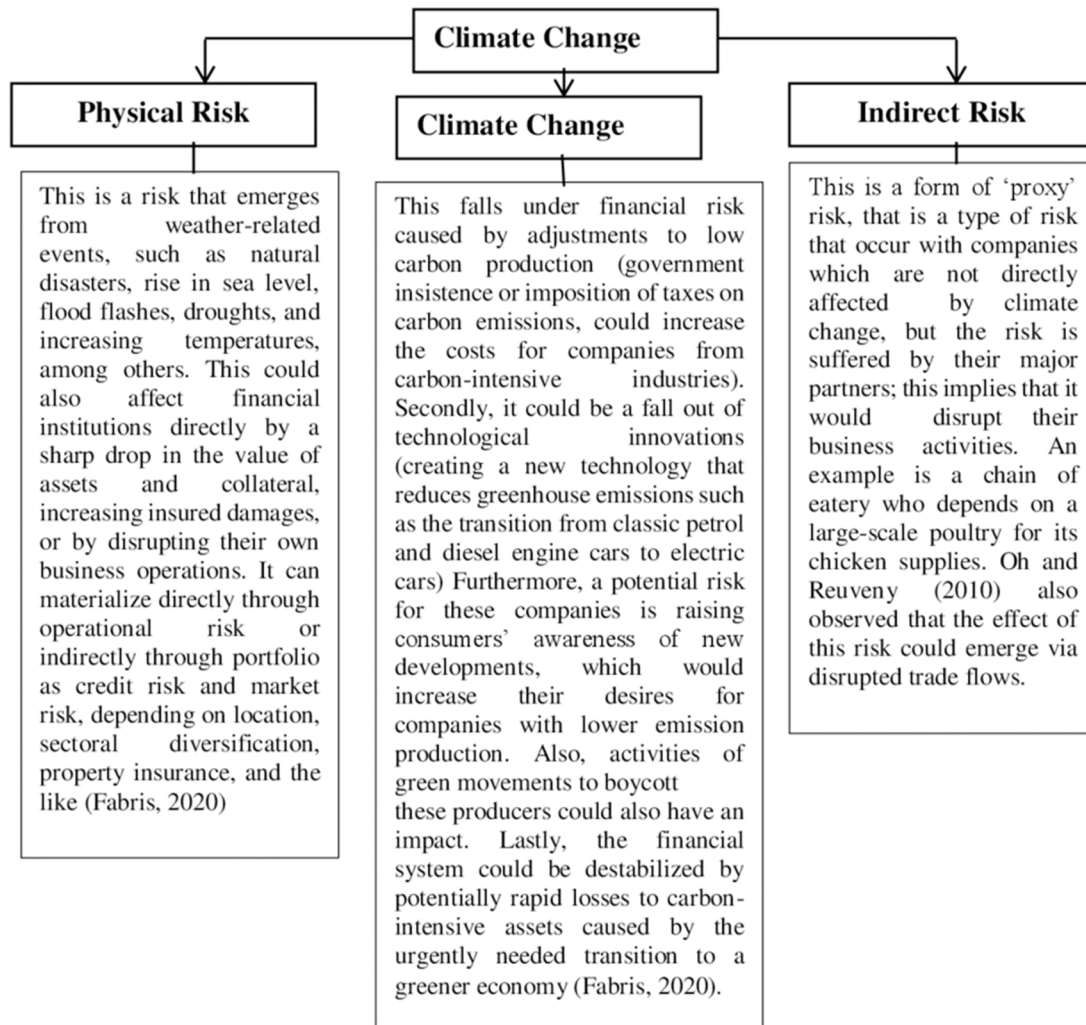 Climate Change
Physical Risk
This is a risk that emerges
from weather-related
events, such as natural
disasters, rise in sea level,
flood flashes, droughts, and
increasing temperatures,
among others. This could
also affect financial
institutions directly by a
sharp drop in the value of
assets and collateral,
increasing insured damages,
or by disrupting their own
business operations. It can
materialize directly through
operational risk or
indirectly through portfolio
as credit risk and market
risk, depending on location,
sectoral diversification,
property insurance, and the
like (Fabris, 2020)
Climate Change
This falls under financial risk
caused by adjustments to low
carbon production (government
insistence or imposition of taxes on
carbon emissions, could increase
the costs for companies from
carbon-intensive industries).
Secondly, it could be a fall out of
technological innovations
(creating a new technology that
reduces greenhouse emissions such
as the transition from classic petrol
and diesel engine cars to electric
cars) Furthermore, a potential risk
for these companies is raising
consumers’ awareness of new
developments, which would
increase their desires for
companies with lower emission
production. Also, activities of
green movements to boycott
these producers could also have an
impact. Lastly, the financial
system could be destabilized by
potentially rapid losses to carbon-
intensive assets caused by the
urgently needed transition to a
greener economy (Fabris, 2020).
Indirect Risk
This is a form of ‘proxy’
risk, that is a type of risk
that occur with companies
which are not directly
affected by climate
change, but the risk is
suffered by their major
partners; this implies that it
would disrupt their
business activities. An
example is a chain of
eatery who depends on a
large-scale poultry for its
chicken supplies. Oh and
Reuveny (2010) also
observed that the effect of
this risk could emerge via
disrupted trade flows.